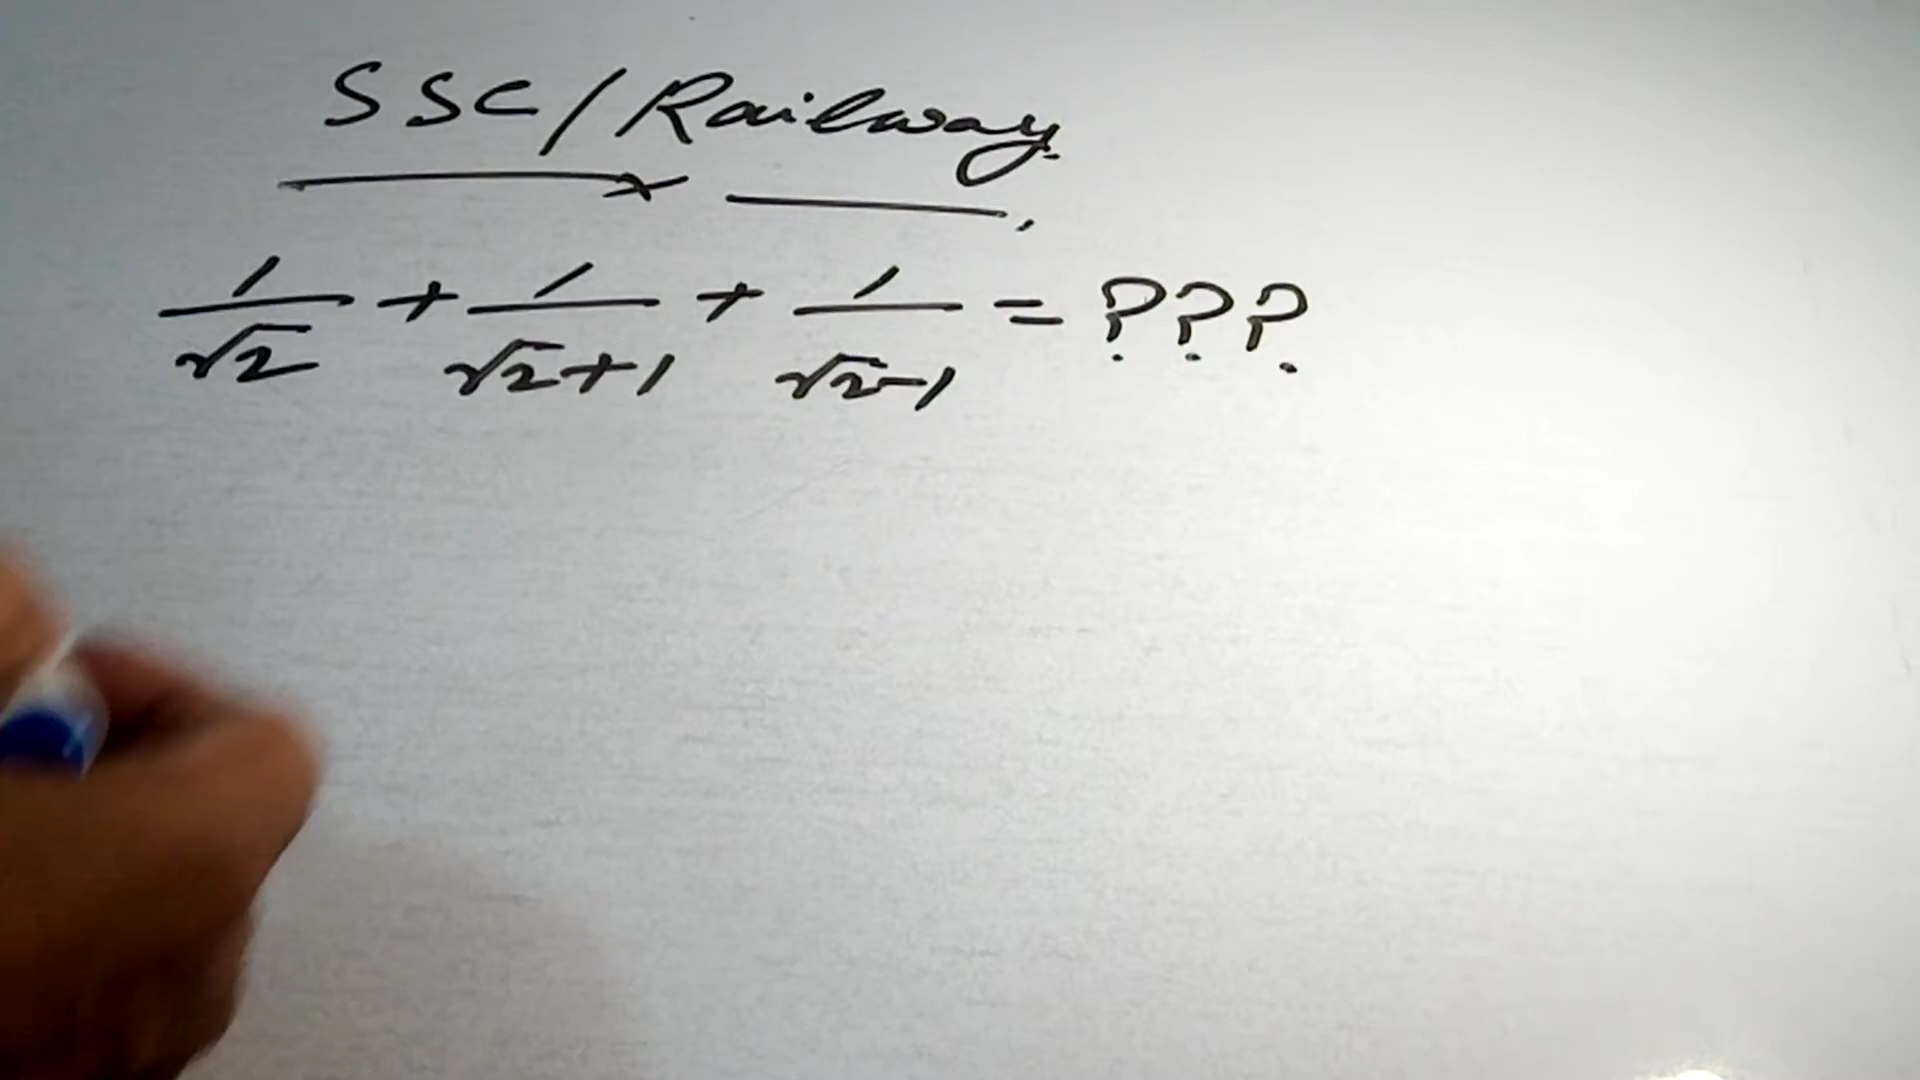 SSC/Railway
1/√2 + 1/√2+1 + 1/√2-1 = ???